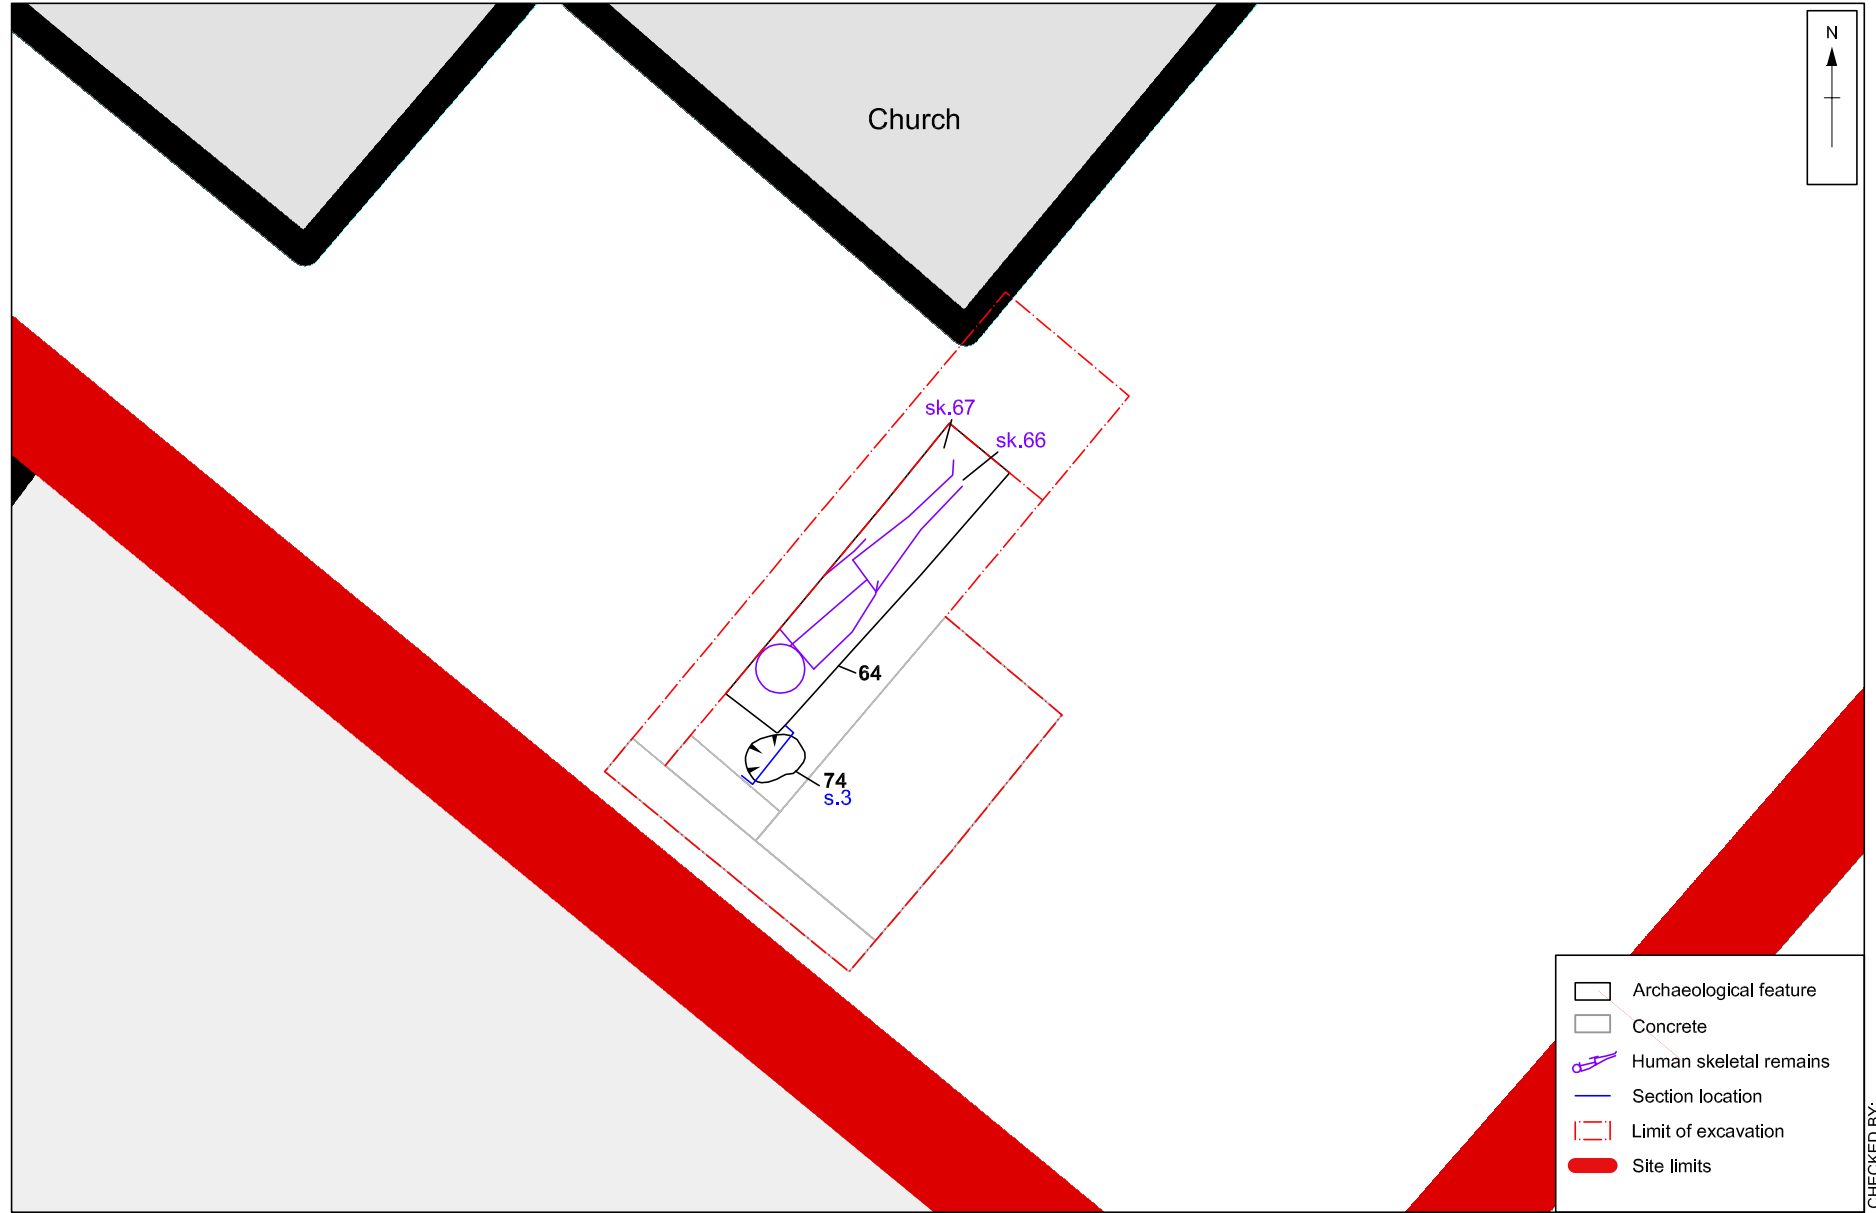 N
Church
sk.67
sk.66
64
74
s.3
Archaeological feature
Concrete
Human skeletal remains
Section location
Limit of excavation
Site limits
CHECKED BY: